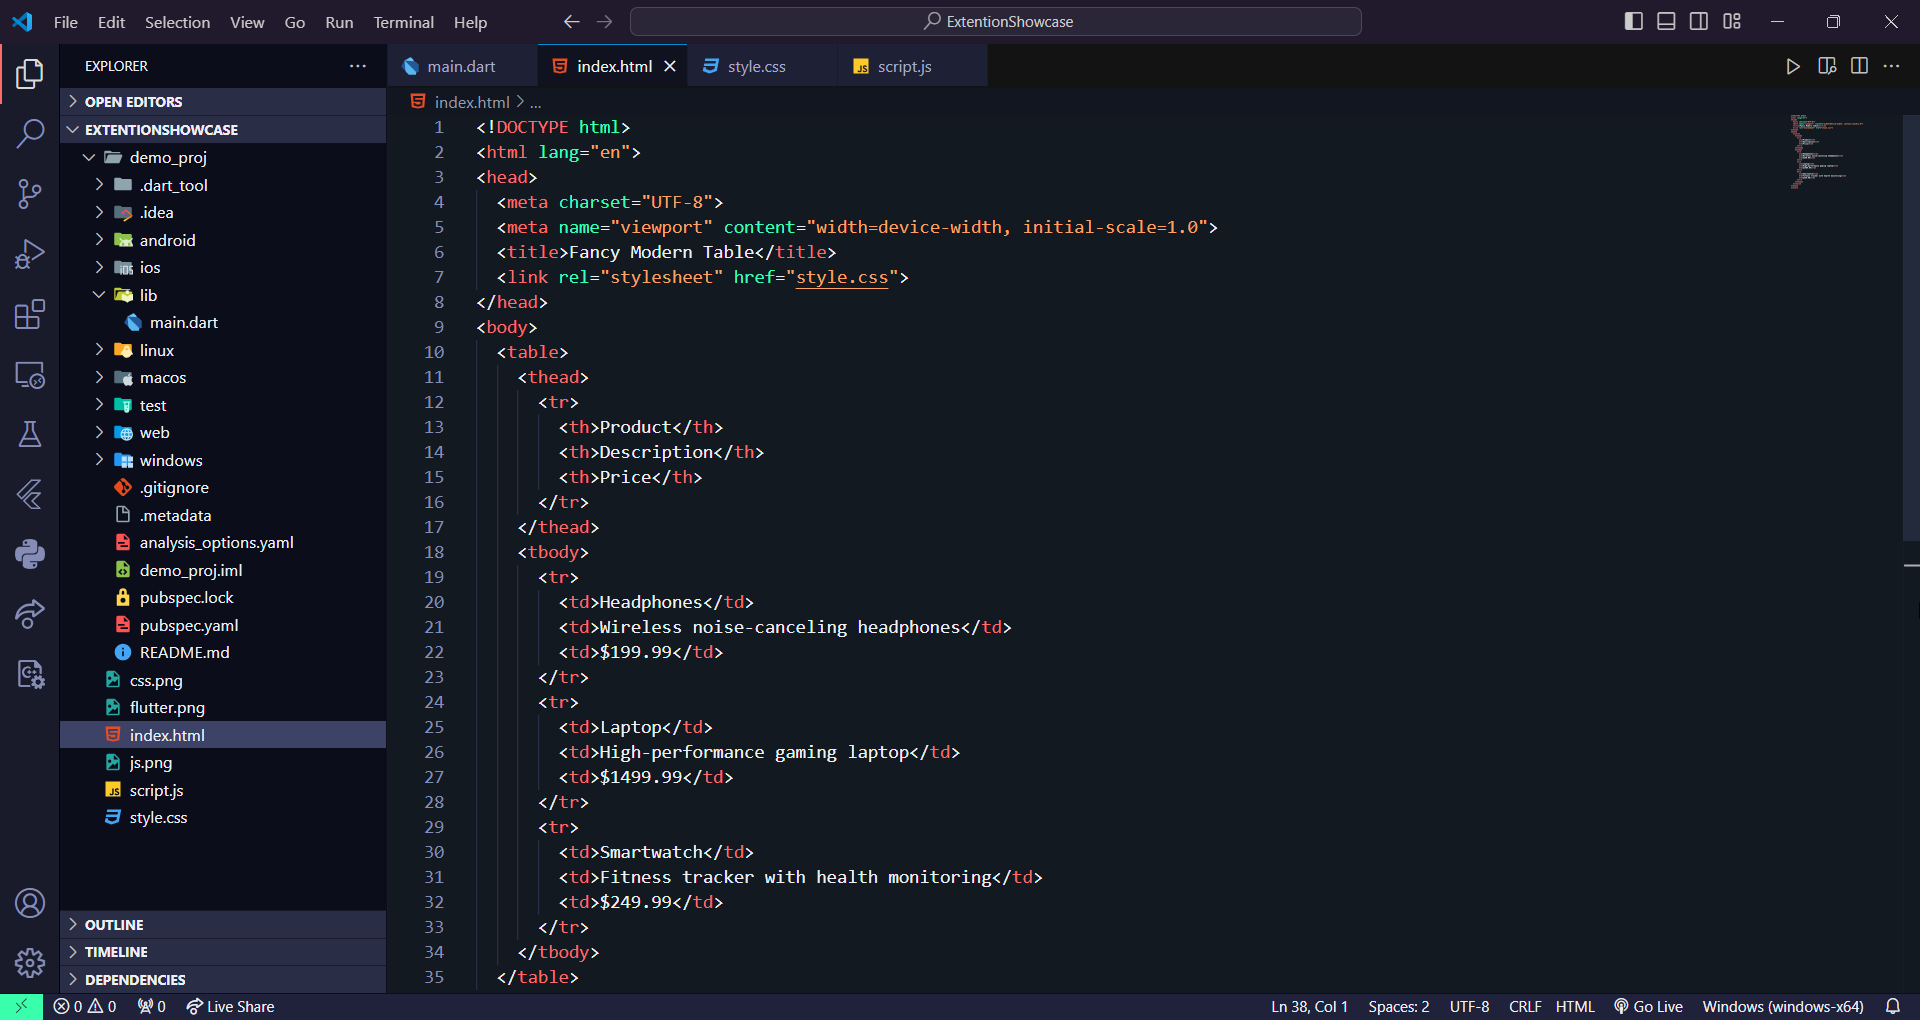 File Edit Selection View Go Run Terminal Help
ExtentionShowcase
EXPLORER
OPEN EDITORS
EXTENTIONSHOWCASE
demo_proj
.dart_tool
.idea
android
ios
lib
main.dart
linux
macos
test
web
windows
.gitignore
.metadata
analysis_options.yaml
demo_proj.iml
pubspec.lock
pubspec.yaml
README.md
css.png
flutter.png
index.html
js.png
script.js
style.css
OUTLINE
TIMELINE
DEPENDENCIES
main.dart index.html style.css script.js
index.html > ...
1 <!DOCTYPE html>
2 <html lang="en">
3 <head>
4 <meta charset="UTF-8">
5 <meta name="viewport" content="width=device-width, initial-scale=1.0">
6 <title>Fancy Modern Table</title>
7 <link rel="stylesheet" href="style.css">
8 </head>
9 <body>
10 <table>
11 <thead>
12 <tr>
13 <th>Product</th>
14 <th>Description</th>
15 <th>Price</th>
16 </tr>
17 </thead>
18 <tbody>
19 <tr>
20 <td>Headphones</td>
21 <td>Wireless noise-canceling headphones</td>
22 <td>$199.99</td>
23 </tr>
24 <tr>
25 <td>Laptop</td>
26 <td>High-performance gaming laptop</td>
27 <td>$1499.99</td>
28 </tr>
29 <tr>
30 <td>Smartwatch</td>
31 <td>Fitness tracker with health monitoring</td>
32 <td>$249.99</td>
33 </tr>
34 </tbody>
35 </table>
0 0 0 Live Share Ln 38, Col 1 Spaces: 2 UTF-8 CRLF HTML Go Live Windows (windows-x64)